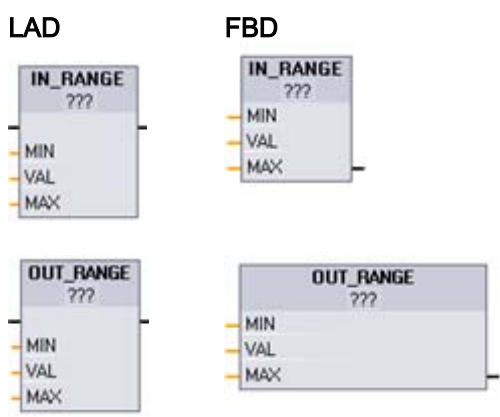 LAD
FBD
IN_RANGE
???
MIN
VAL
MAX
IN_RANGE
???
MIN
VAL
MAX
OUT_RANGE
???
MIN
VAL
MAX
OUT_RANGE
???
MIN
VAL
MAX